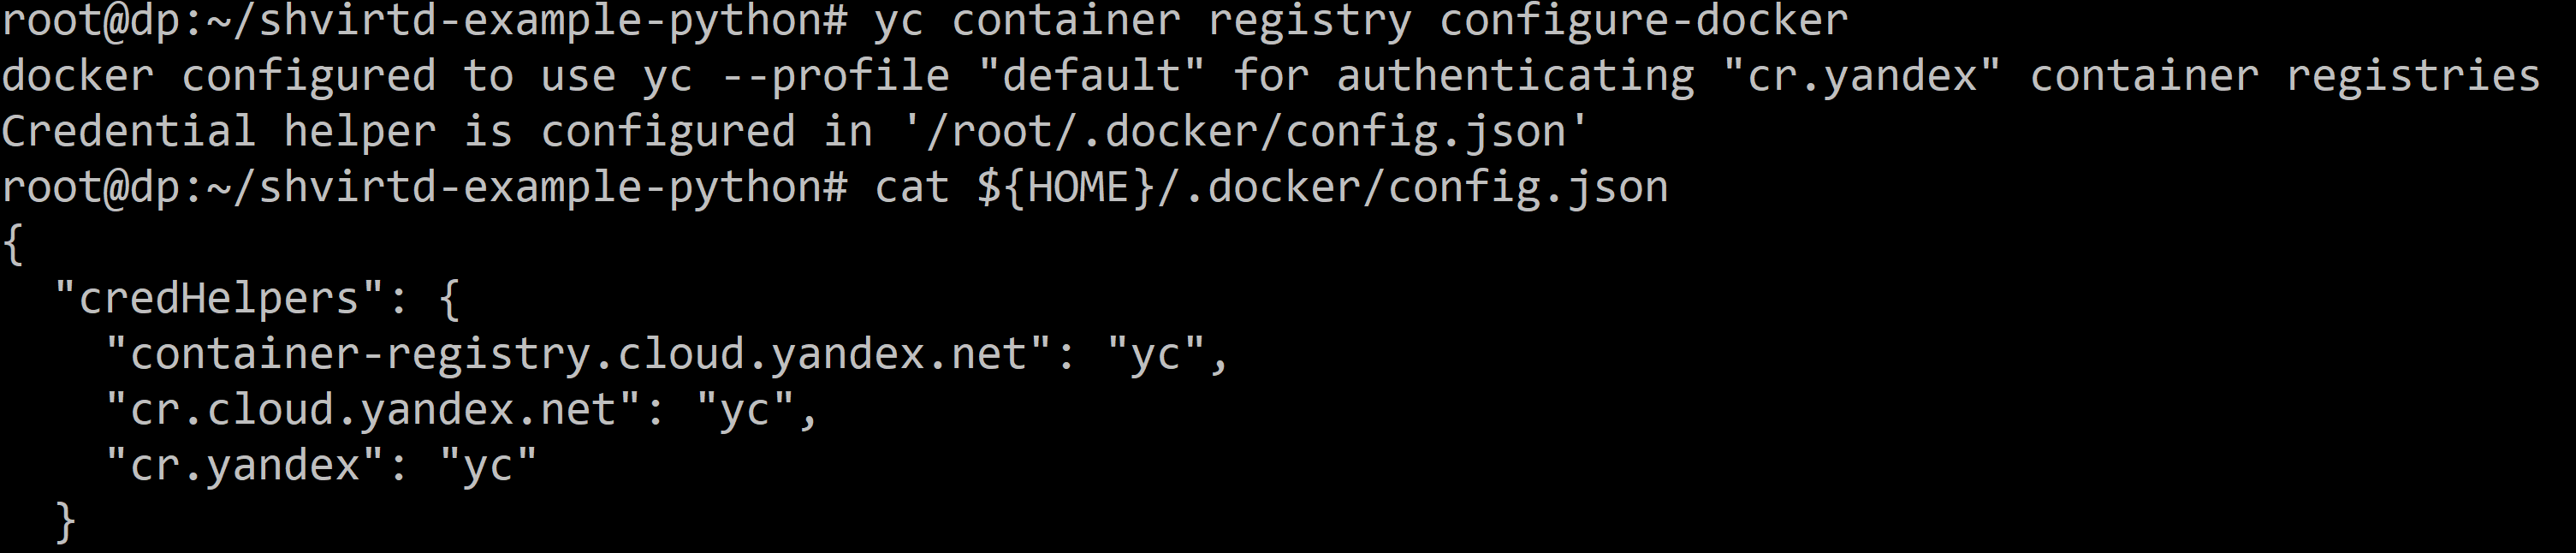 root@dp:~/shvirtd-example-python# yc container registry configure-docker
docker configured to use yc --profile "default" for authenticating "cr.yandex" container registries
Credential helper is configured in '/root/.docker/config.json'
root@dp:~/shvirtd-example-python# cat ${HOME}/.docker/config.json
{
  "credHelpers": {
    "container-registry.cloud.yandex.net": "yc",
    "cr.cloud.yandex.net": "yc",
    "cr.yandex": "yc"
  }